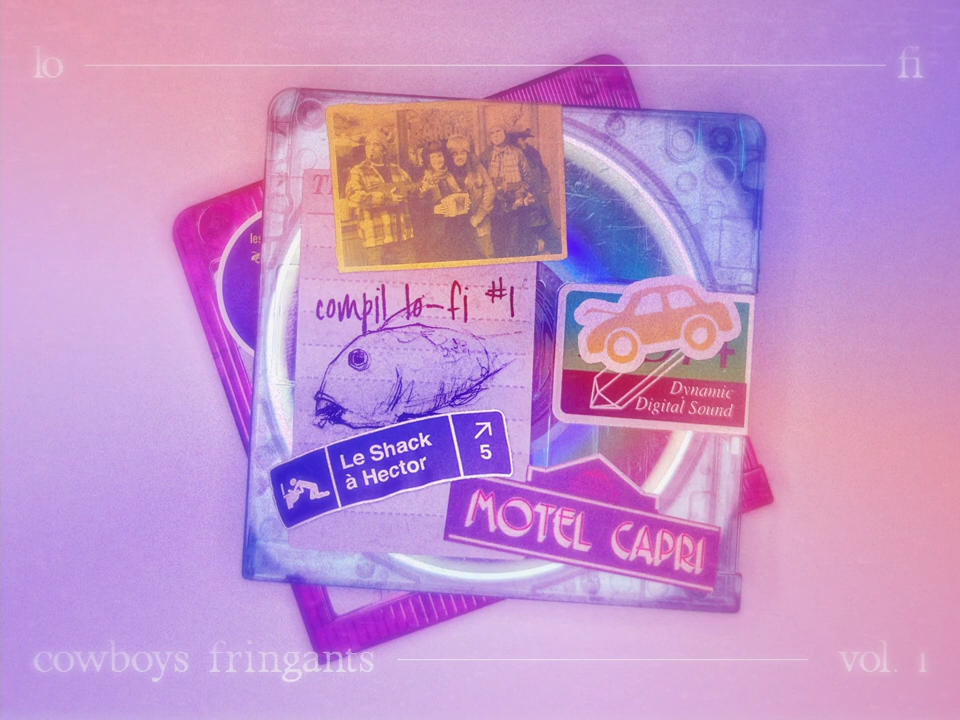 lo
fi
compil lo-fi #1
Dynamic
Digital Sound
Le Shack
à Hector
5
MOTEL CAPRI
cowboys fringants
vol. 1